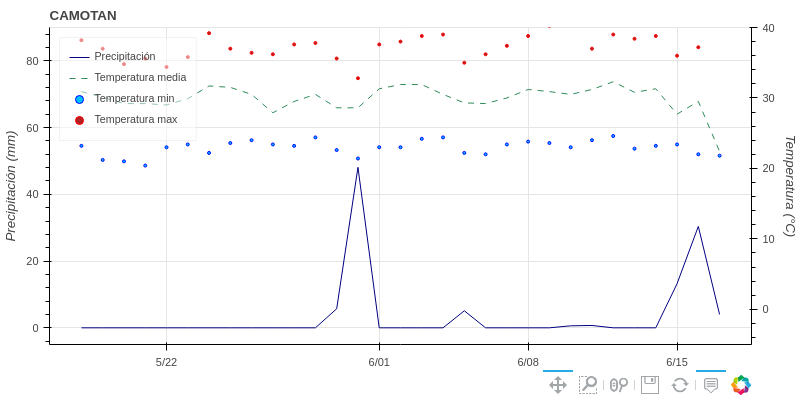 CAMOTAN
Precipitación
Temperatura media
Temperatura min
Temperatura max
Precipitación (mm)
80
60
40
20
0
Temperatura (°C)
40
30
20
10
0
5/22 6/01 6/08 6/15